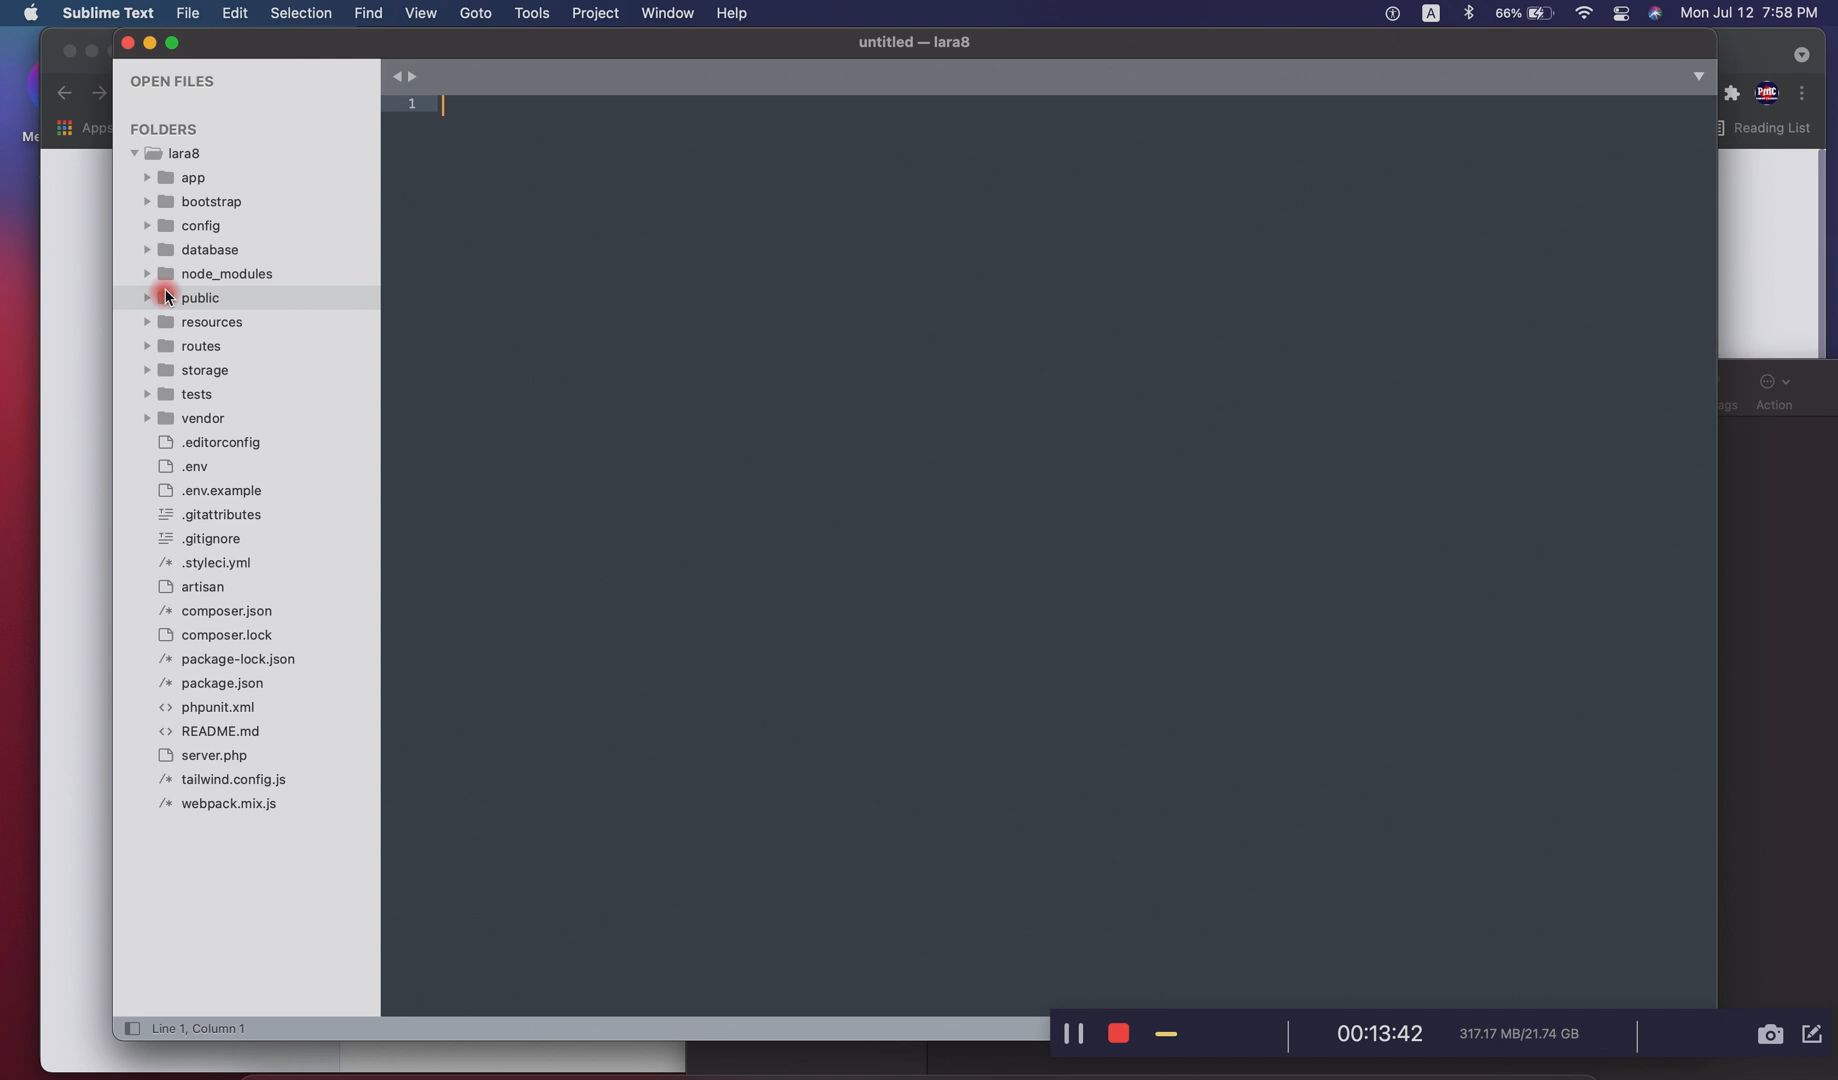 Sublime Text File Edit Selection Find View Goto Tools Project Window Help A 66% Mon Jul 12 7:58 PM
untitled — lara8
OPEN FILES
1
PMC
Apps
Reading List
Me
FOLDERS
lara8
app
bootstrap
config
database
node_modules
public
resources
routes
storage
tests
Action
vendor
.editorconfig
.env
.env.example
.gitattributes
.gitignore
/* .styleci.yml
artisan
/* composer.json
composer.lock
/* package-lock.json
/* package.json
<> phpunit.xml
<> README.md
server.php
/* tailwind.config.js
/* webpack.mix.js
Line 1, Column 1
00:13:42 317.17 MB/21.74 GB